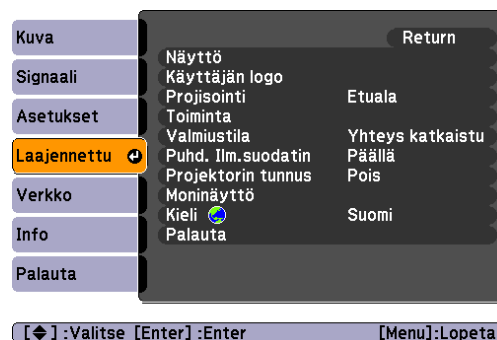 Kuva
Signaali
Asetukset
Laajennettu
Verkko
Info
Palauta
Return
Näyttö
Käyttäjän logo
Projisointi Etuala
Toiminta
Valmiustila Yhteys katkaistu
Puhd. Ilm.suodatin Päällä
Projektorin tunnus Pois
Moninäyttö
Kieli Suomi
Palauta
[◆] :Valitse [Enter] :Enter [Menu]:Lopeta